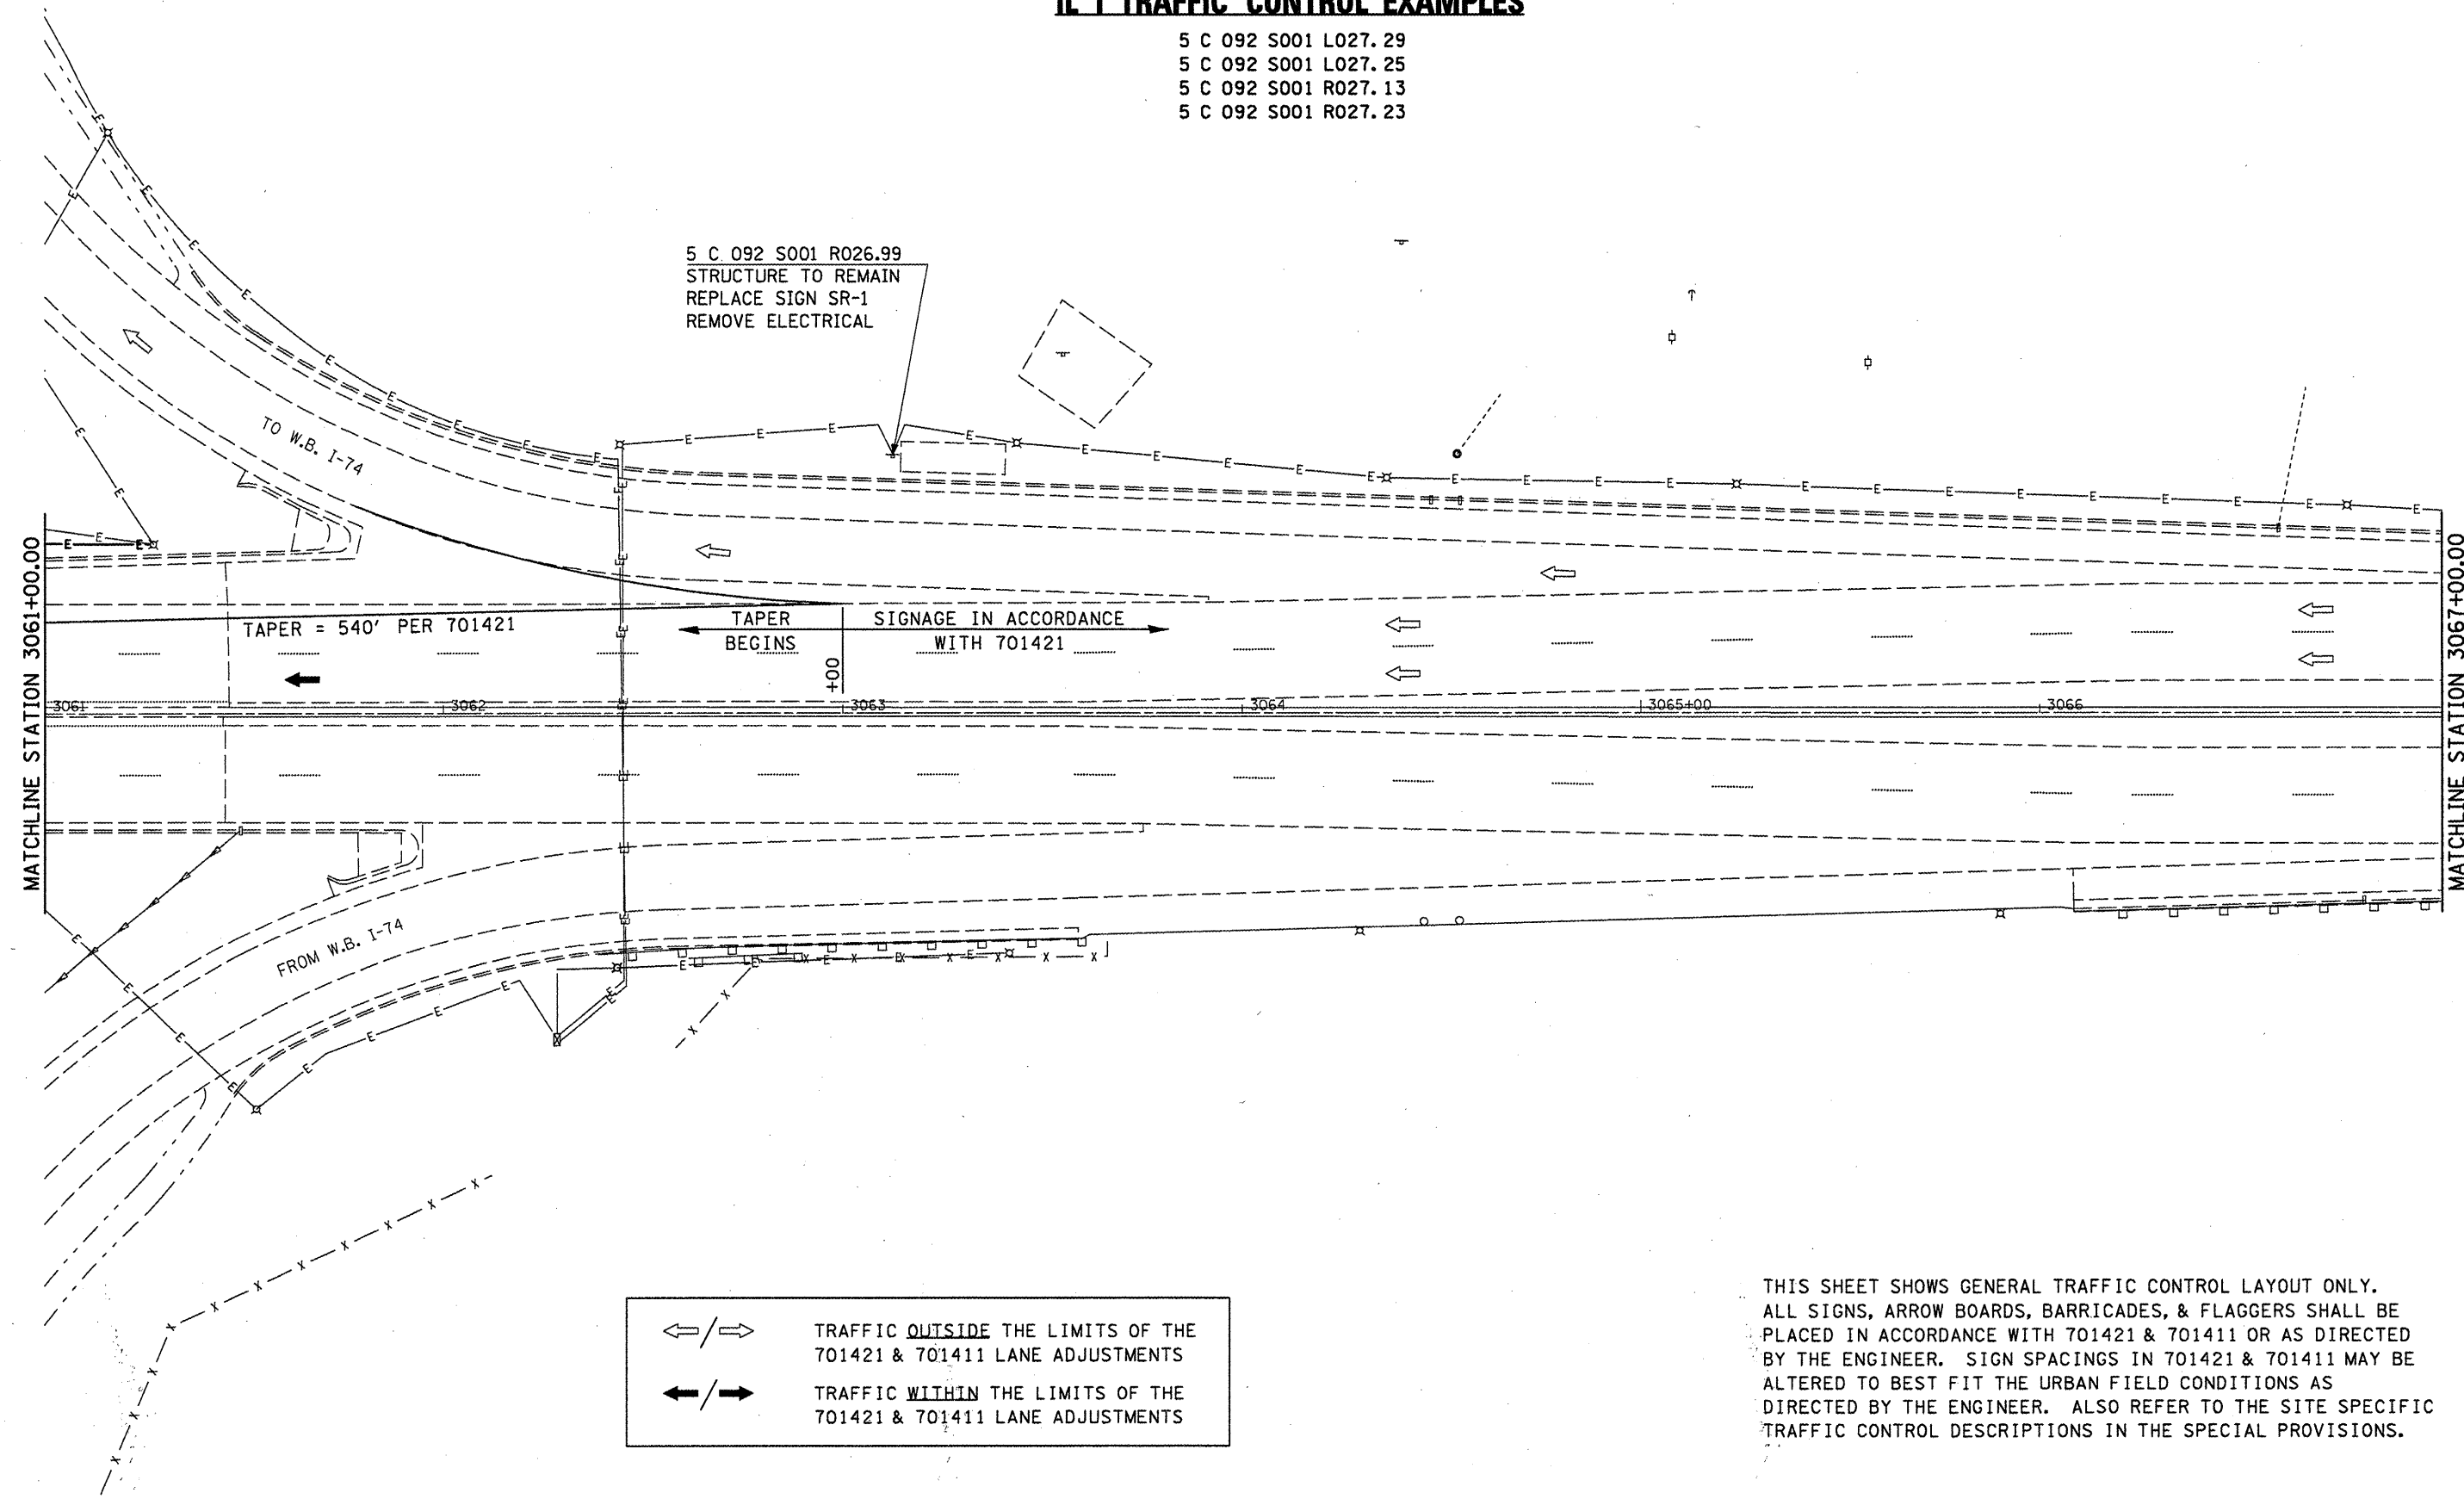 IL 1 TRAFFIC CONTROL EXAMPLES
5 C 092 S001 L027.29
5 C 092 S001 L027.25
5 C 092 S001 R027.13
5 C 092 S001 R027.23
5 C 092 S001 R026.99
STRUCTURE TO REMAIN
REPLACE SIGN SR-1
REMOVE ELECTRICAL
TO W.B. I-74
MATCHLINE STATION 3061+00.00
TAPER = 540' PER 701421
TAPER
BEGINS
SIGNAGE IN ACCORDANCE
WITH 701421
+00
3061
3062
3063
3064
3065+00
3066
MATCHLINE STATION 3067+00.00
FROM W.B. I-74
TRAFFIC OUTSIDE THE LIMITS OF THE
701421 & 701411 LANE ADJUSTMENTS
TRAFFIC WITHIN THE LIMITS OF THE
701421 & 701411 LANE ADJUSTMENTS
THIS SHEET SHOWS GENERAL TRAFFIC CONTROL LAYOUT ONLY.
ALL SIGNS, ARROW BOARDS, BARRICADES, & FLAGGERS SHALL BE
PLACED IN ACCORDANCE WITH 701421 & 701411 OR AS DIRECTED
BY THE ENGINEER. SIGN SPACINGS IN 701421 & 701411 MAY BE
ALTERED TO BEST FIT THE URBAN FIELD CONDITIONS AS
DIRECTED BY THE ENGINEER. ALSO REFER TO THE SITE SPECIFIC
TRAFFIC CONTROL DESCRIPTIONS IN THE SPECIAL PROVISIONS.